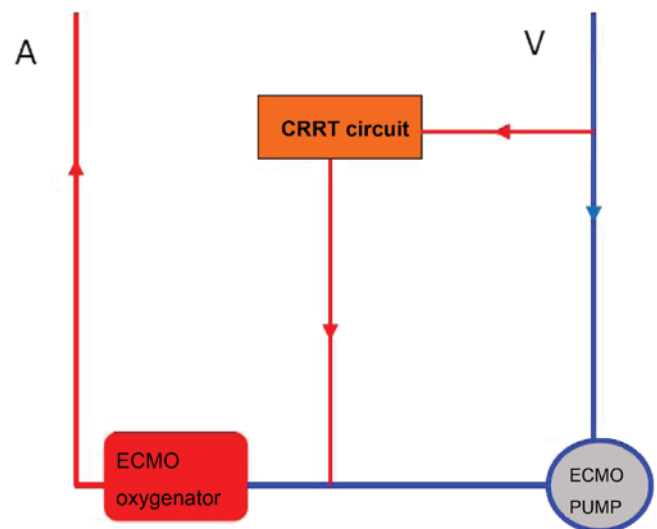 A
V
CRRT circuit
ECMO
oxygenator
ECMO
PUMP